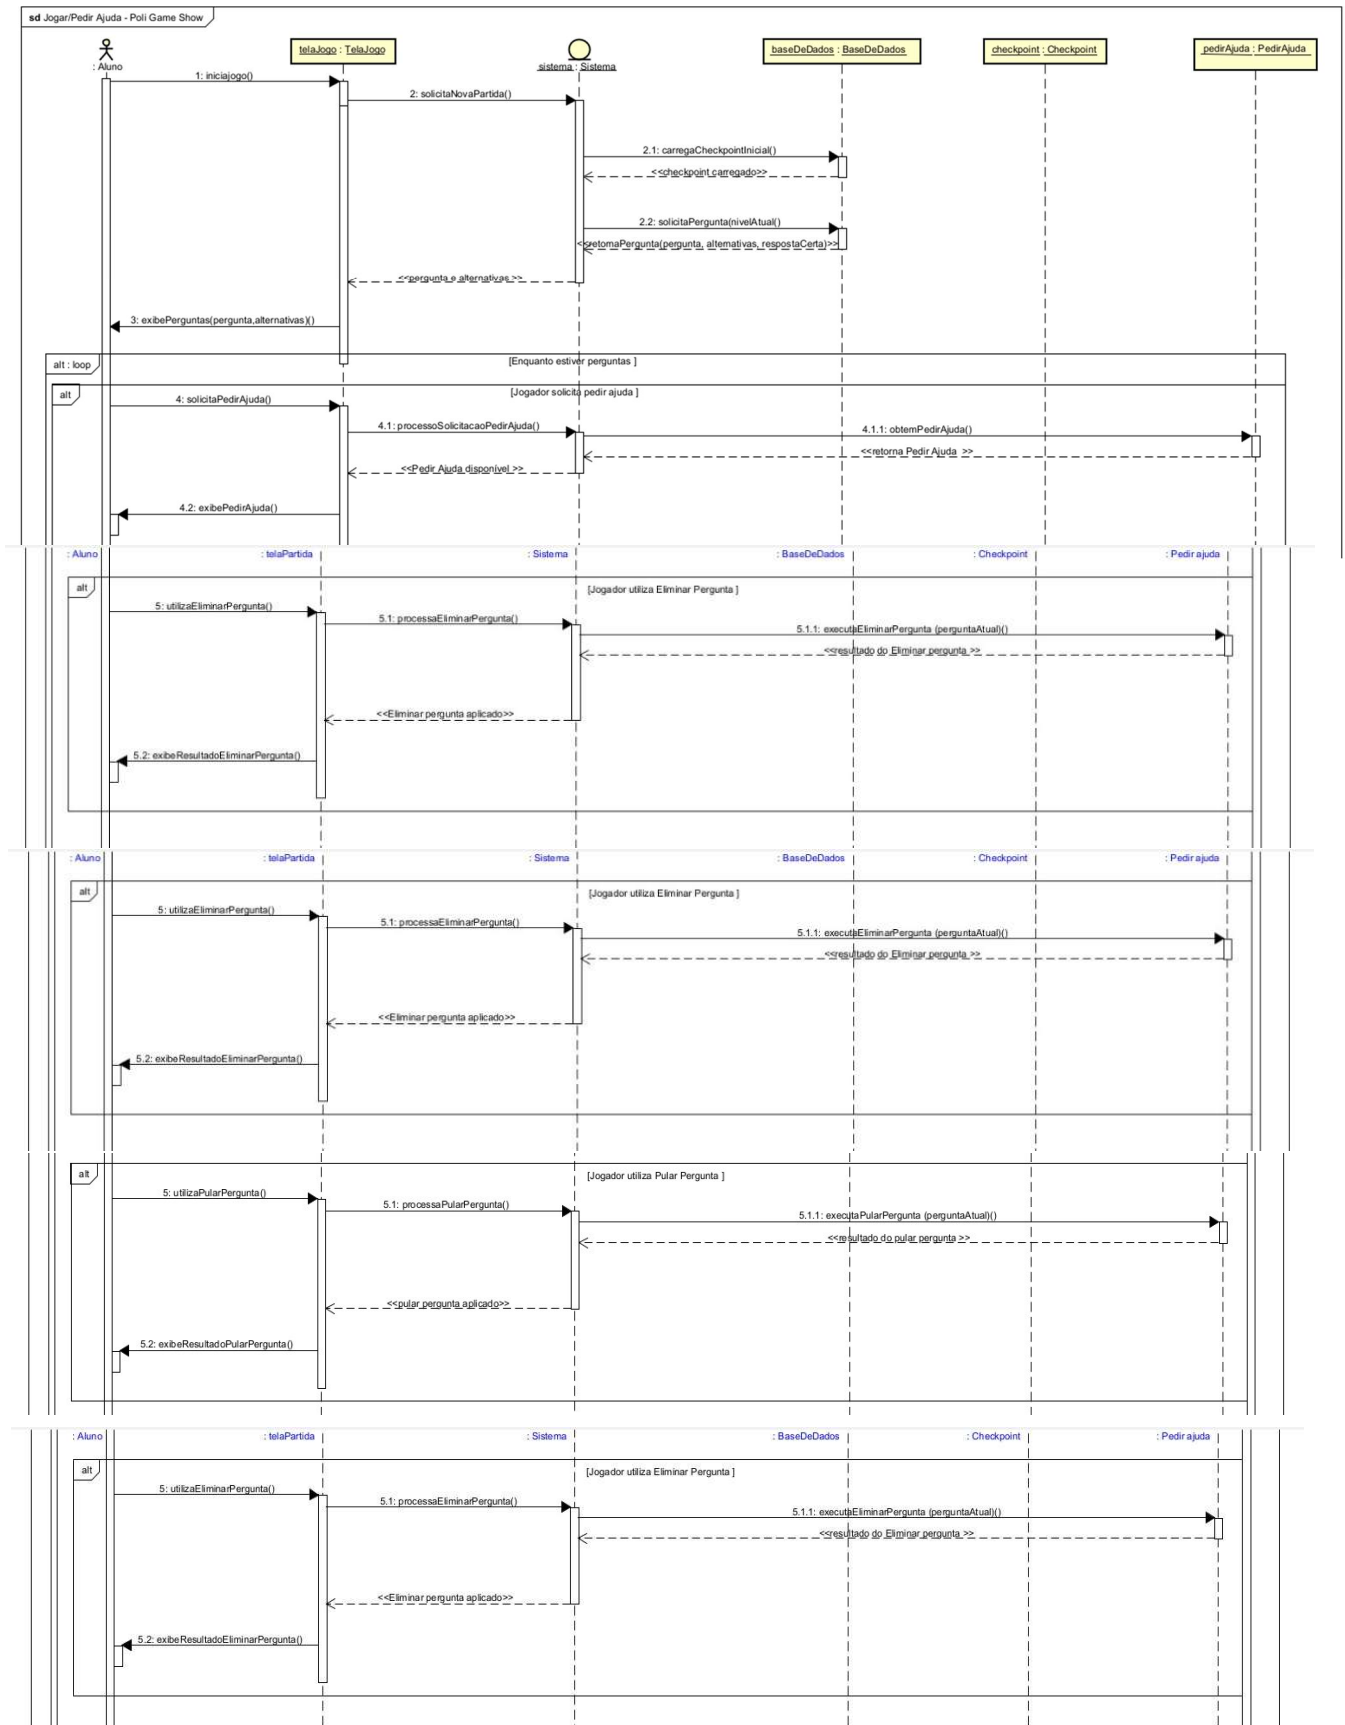 sd Jogar/Pedir Ajuda - Poli Game Show
: Aluno
telaJogo : TelaJogo
sistema : Sistema
baseDeDados : BaseDeDados
checkpoint : Checkpoint
pedirAjuda : PedirAjuda
1: iniciajogo()
2: solicitaNovaPartida()
2.1: carregaCheckpointInicial()
<<checkpoint carregado>>
2.2: solicitaPergunta(nivelAtual()
<<retornaPergunta(pergunta, alternativas, respostaCerta)>>
<<pergunta e alternativas >>
3: exibePerguntas(pergunta,alternativas)()
alt : loop
[Enquanto estiver perguntas ]
alt
[Jogador solicita pedir ajuda ]
4: solicitaPedirAjuda()
4.1: processoSolicitacaoPedirAjuda()
4.1.1: obtemPedirAjuda()
<<retorna Pedir Ajuda >>
<<Pedir Ajuda disponível >>
4.2: exibePedirAjuda()
: Aluno
: telaPartida
: Sistema
: BaseDeDados
: Checkpoint
: Pedir ajuda
alt
[Jogador utiliza Eliminar Pergunta ]
5: utilizaEliminarPergunta()
5.1: processaEliminarPergunta()
5.1.1: executaEliminarPergunta (perguntaAtual)()
<<resultado do Eliminar pergunta >>
<<Eliminar pergunta aplicado>>
5.2: exibeResultadoEliminarPergunta()
: Aluno
: telaPartida
: Sistema
: BaseDeDados
: Checkpoint
: Pedir ajuda
alt
[Jogador utiliza Eliminar Pergunta ]
5: utilizaEliminarPergunta()
5.1: processaEliminarPergunta()
5.1.1: executaEliminarPergunta (perguntaAtual)()
<<resultado do Eliminar pergunta >>
<<Eliminar pergunta aplicado>>
5.2: exibeResultadoEliminarPergunta()
alt
[Jogador utiliza Pular Pergunta ]
5: utilizaPularPergunta()
5.1: processaPularPergunta()
5.1.1: executaPularPergunta (perguntaAtual)()
<<resultado do pular pergunta >>
<<pular pergunta aplicado>>
5.2: exibeResultadoPularPergunta()
: Aluno
: telaPartida
: Sistema
: BaseDeDados
: Checkpoint
: Pedir ajuda
alt
[Jogador utiliza Eliminar Pergunta ]
5: utilizaEliminarPergunta()
5.1: processaEliminarPergunta()
5.1.1: executaEliminarPergunta (perguntaAtual)()
<<resultado do Eliminar pergunta >>
<<Eliminar pergunta aplicado>>
5.2: exibeResultadoEliminarPergunta()